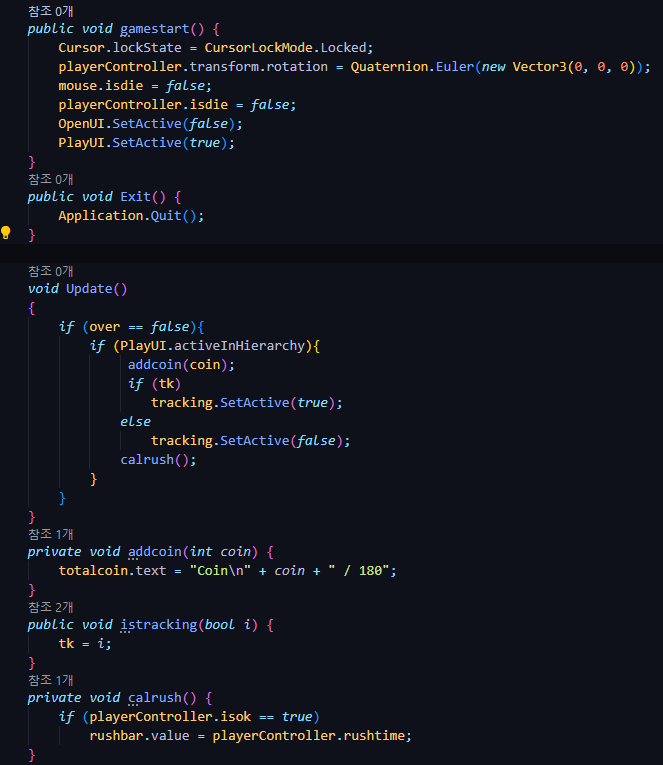 참조 0개
public void gamestart() {
Cursor.lockState = CursorLockMode.Locked;
playerController.transform.rotation = Quaternion.Euler(new Vector3(0, 0, 0));
mouse.isdie = false;
playerController.isdie = false;
OpenUI.SetActive(false);
PlayUI.SetActive(true);
}
참조 0개
public void Exit() {
Application.Quit();
}
참조 0개
void Update()
{
if (over == false){
if (PlayUI.activeInHierarchy){
addcoin(coin);
if (tk)
tracking.SetActive(true);
else
tracking.SetActive(false);
calrush();
}
}
}
참조 1개
private void addcoin(int coin) {
totalcoin.text = "Coin\n" + coin + " / 180";
}
참조 2개
public void istracking(bool i) {
tk = i;
}
참조 1개
private void calrush() {
if (playerController.isok == true)
rushbar.value = playerController.rushtime;
}